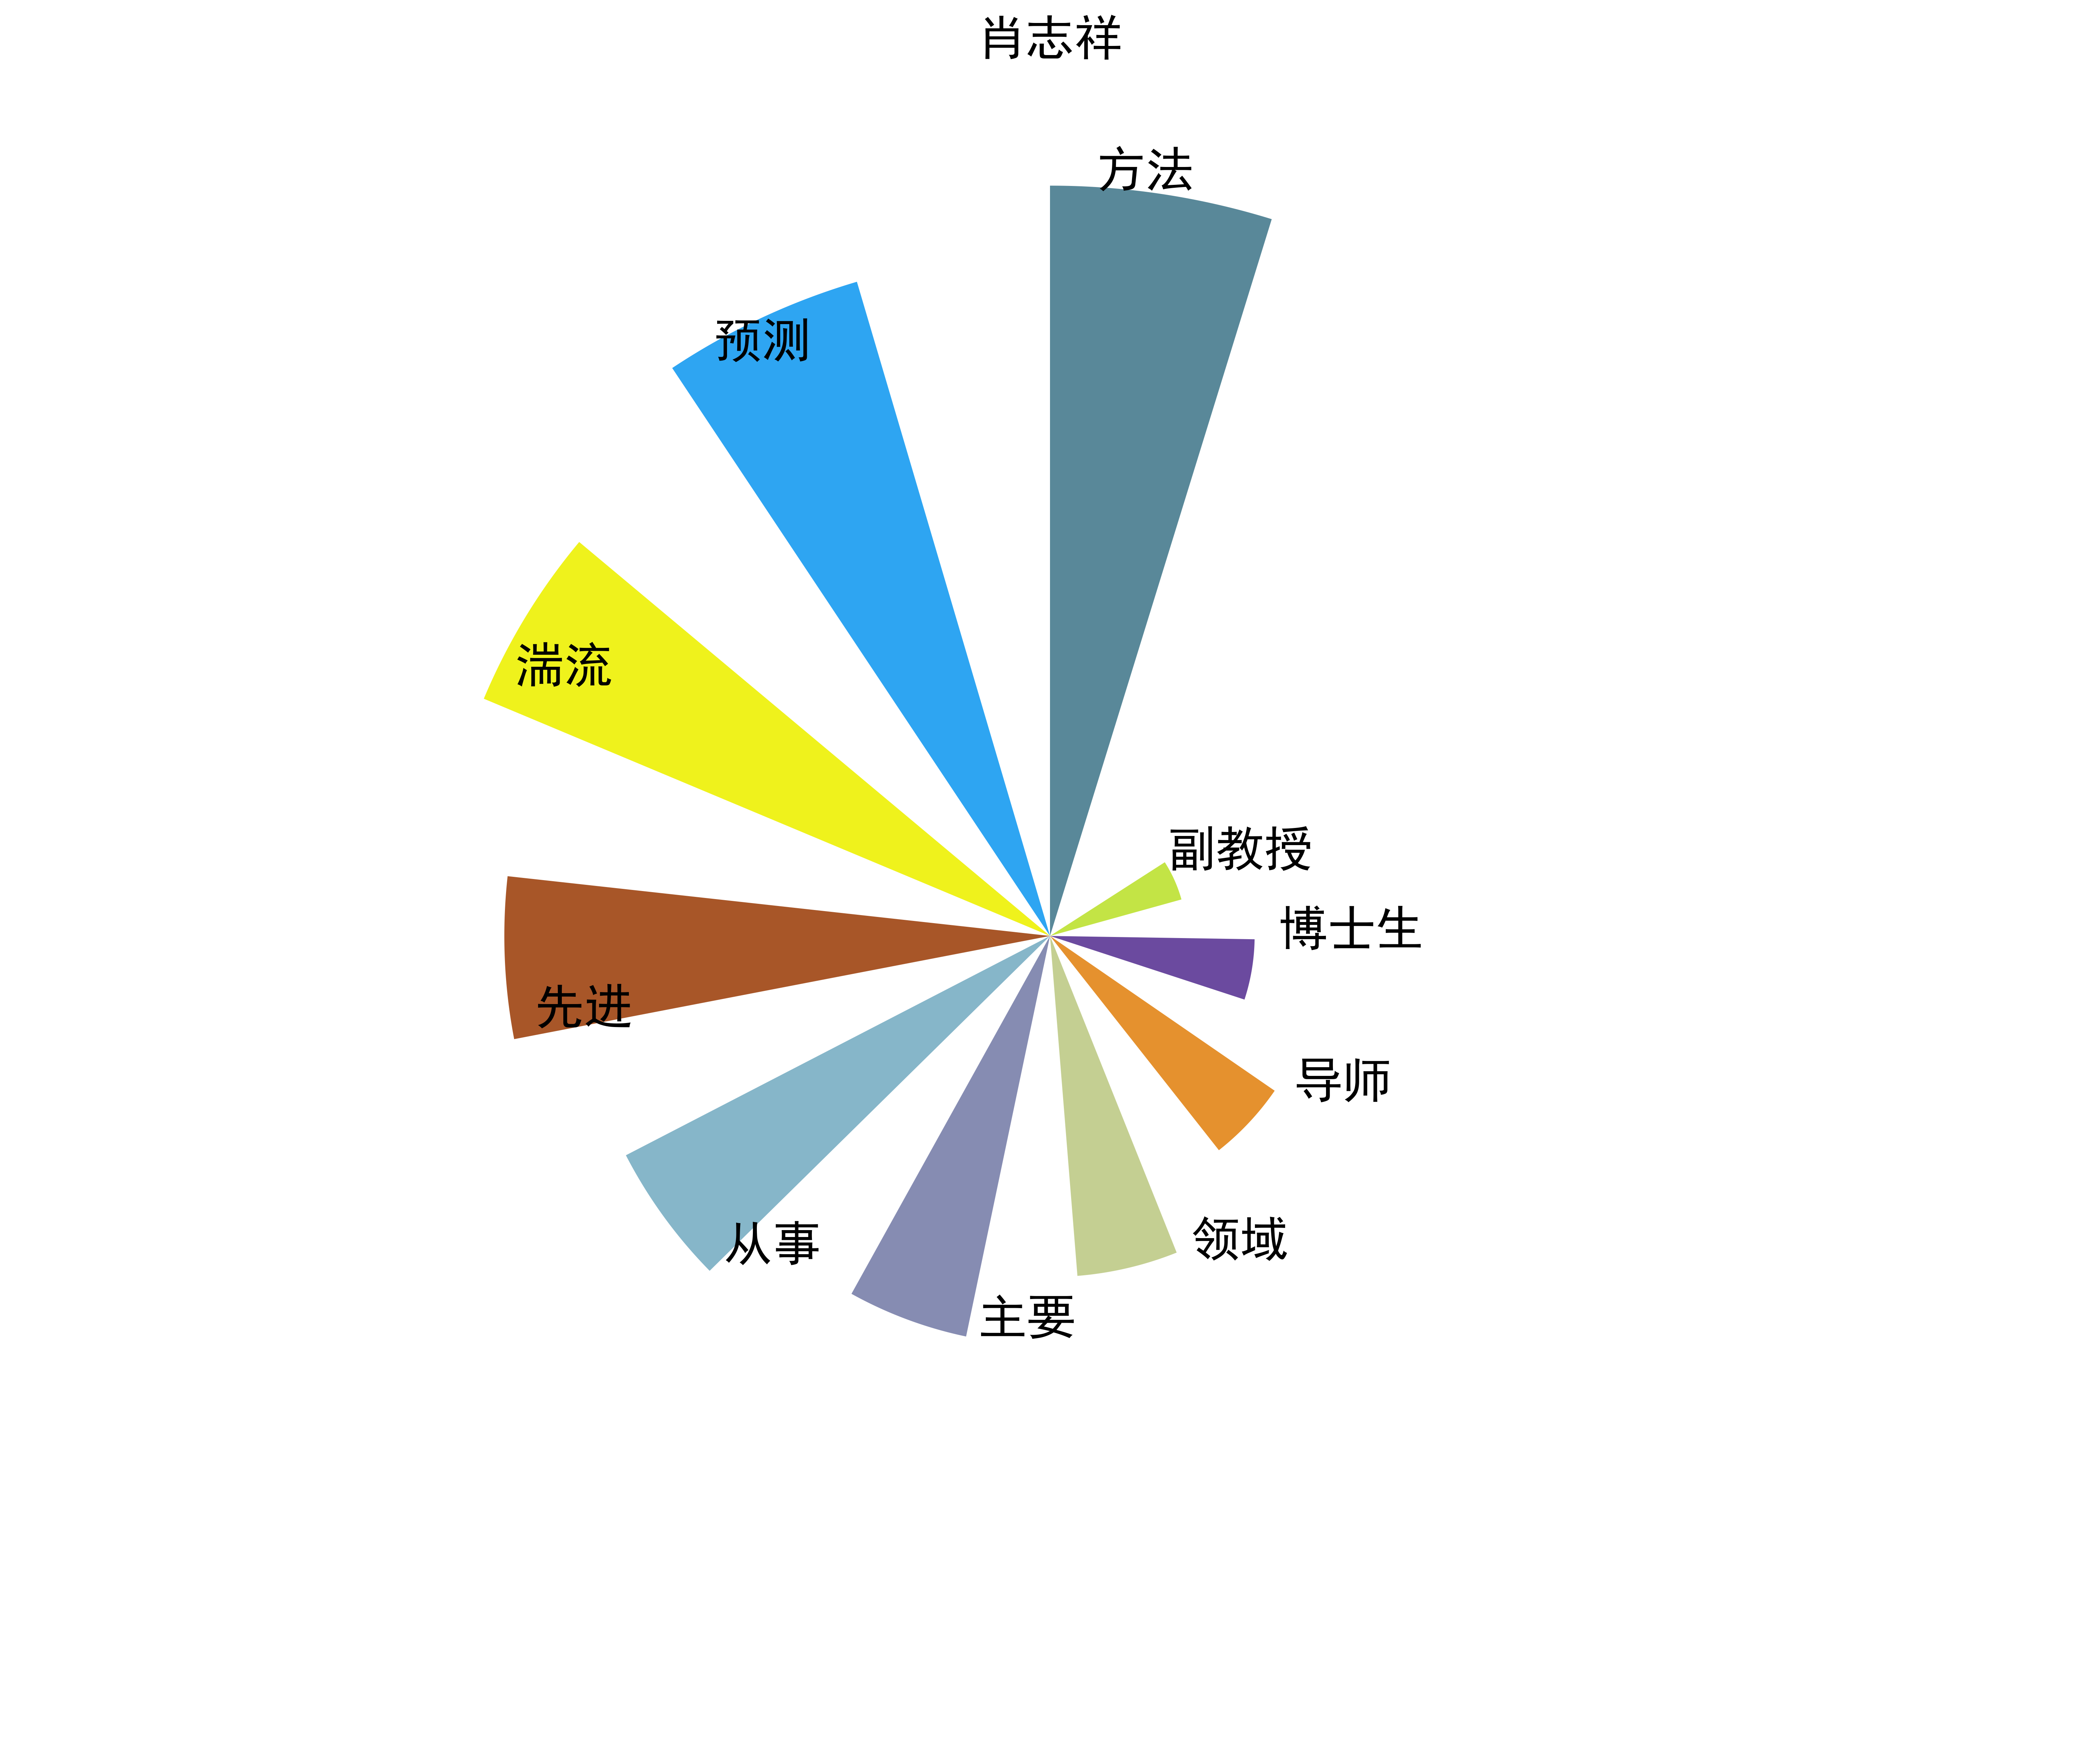 肖志祥
方法
预测
湍流
副教授
博士生
先进
导师
从事
领域
主要